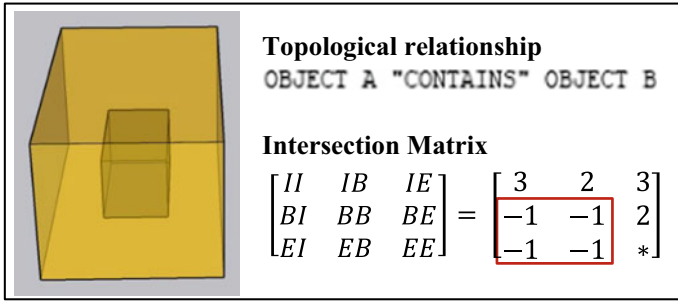 Topological relationship
OBJECT A "CONTAINS" OBJECT B
Intersection Matrix
[II IB IE] [3 2 3]
[BI BB BE] = [−1 −1 2]
[EI EB EE] [−1 −1 *]